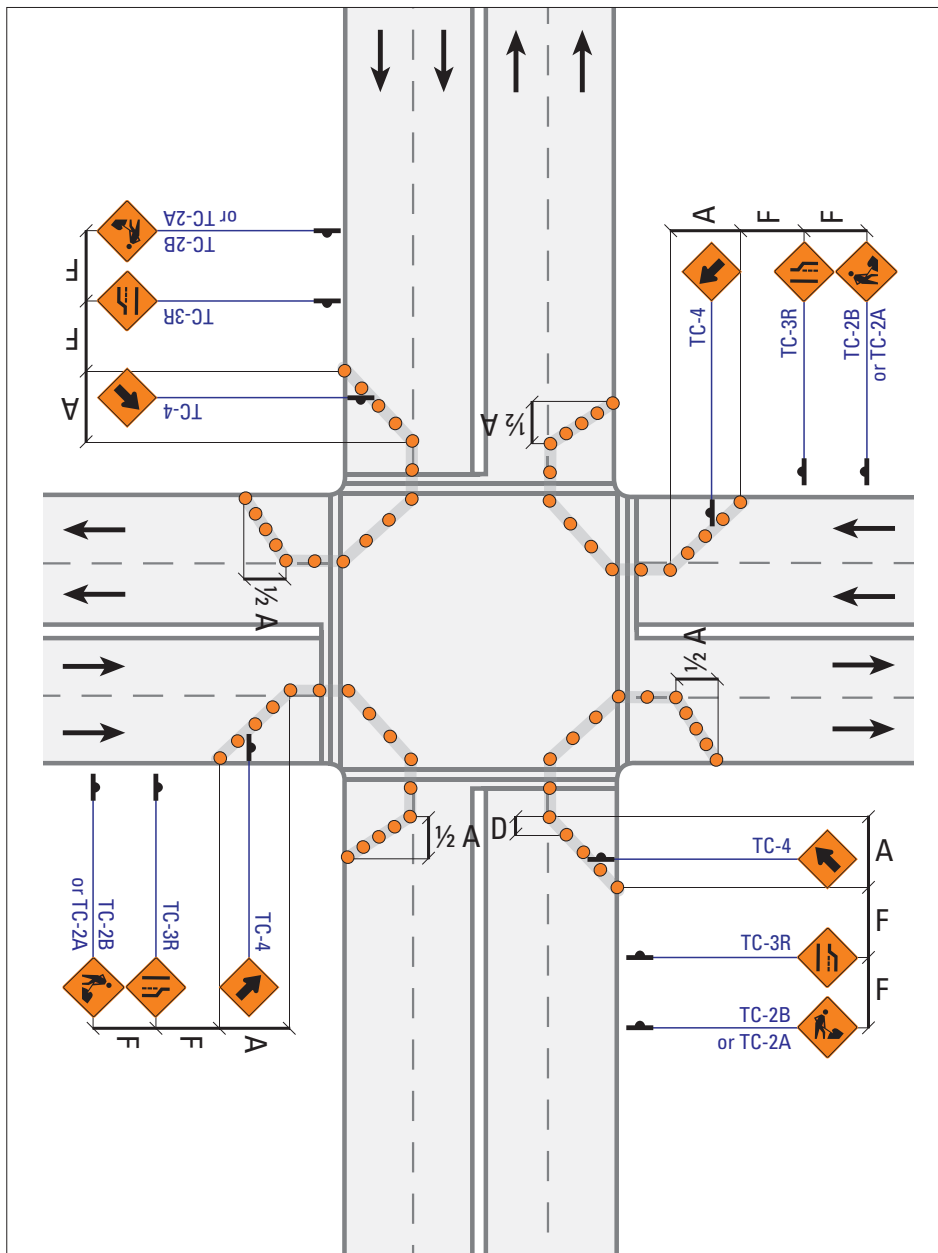 TC-2B
or TC-2A
F
TC-3R
F
TC-4
A
A
F
F
TC-4
TC-3R
TC-2B
or TC-2A
½ A
½ A
½ A
½ A
D
TC-4
A
TC-3R
F
TC-2B
or TC-2A
F
TC-2B
or TC-2A
TC-3R
TC-4
F
F
A